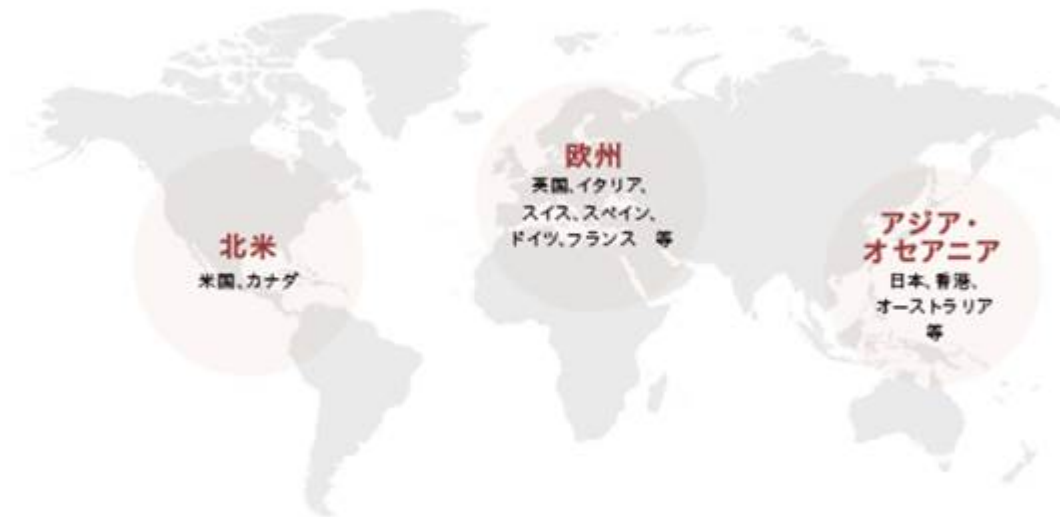 北米
米国、カナダ
欧州
英国、イタリア、
スイス、スペイン、
ドイツ、フランス 等
アジア・
オセアニア
日本、香港、
オーストラリア
等